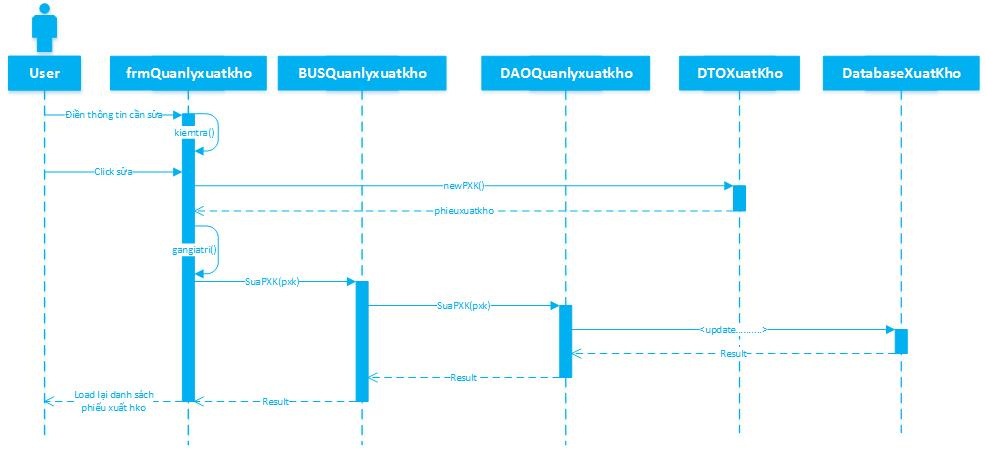 User
frmQuanlyxuatkho
BUSQuanlyxuatkho
DAOQuanlyxuatkho
DTOXuatKho
DatabaseXuatKho
Điền thông tin cần sửa
kiemtra()
Click sửa
newPXK()
phieuxuatkho
gangiatri()
SuaPXK(pxk)
SuaPXK(pxk)
<update..........>
Result
Result
Result
Load lại danh sách
phiếu xuất hko